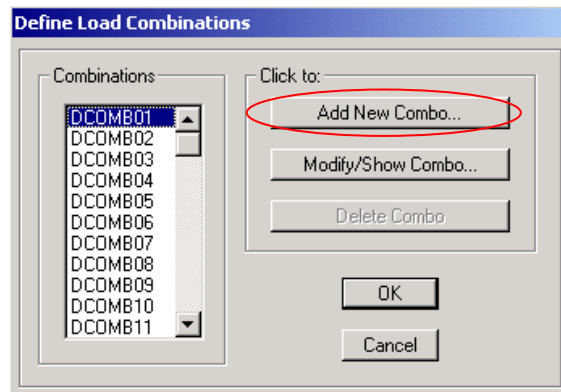 Define Load Combinations
Combinations
DCOMB01
DCOMB02
DCOMB03
DCOMB04
DCOMB05
DCOMB06
DCOMB07
DCOMB08
DCOMB09
DCOMB10
DCOMB11
Click to:
Add New Combo...
Modify/Show Combo...
Delete Combo
OK
Cancel